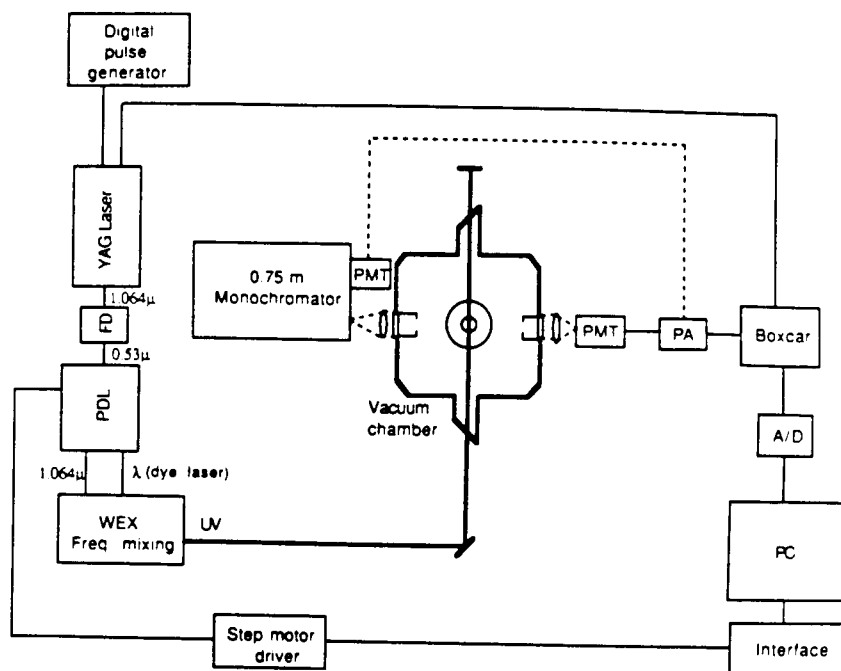 Digital
pulse
generator
YAG Laser
1.064μ
FD
0.53μ
PDL
1.064μ
λ (dye laser)
WEX
Freq mixing
UV
0.75 m
Monochromator
PMT
Vacuum
chamber
PMT
PA
Boxcar
A/D
PC
Interface
Step motor
driver